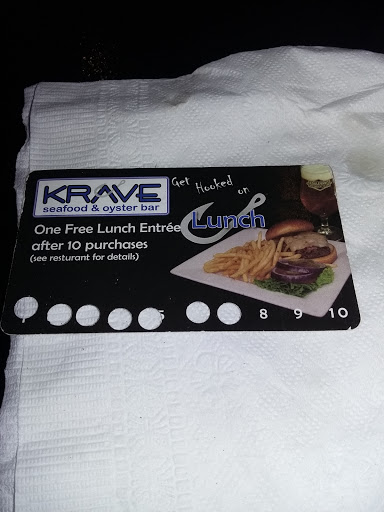 KRAVE
seafood & oyster bar
Get Hooked on
Lunch
One Free Lunch Entrée
after 10 purchases
(see resturant for details)
5 8 9 10